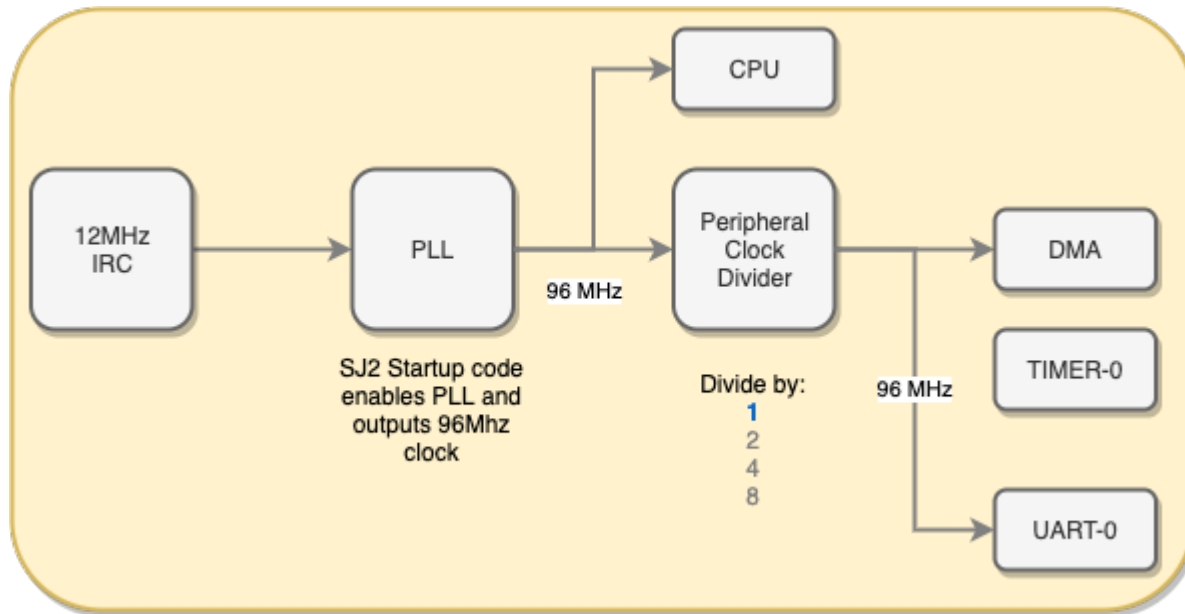 CPU
12MHz
IRC
PLL
96 MHz
Peripheral
Clock
Divider
DMA
TIMER-0
UART-0
96 MHz
SJ2 Startup code
enables PLL and
outputs 96Mhz
clock
Divide by:
1
2
4
8